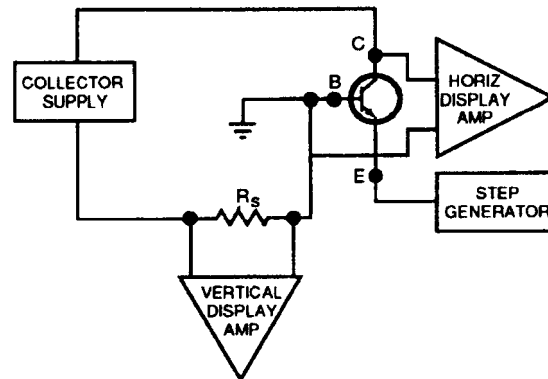 COLLECTOR
SUPPLY
C
B
HORIZ
DISPLAY
AMP
E
STEP
GENERATOR
RS
VERTICAL
DISPLAY
AMP